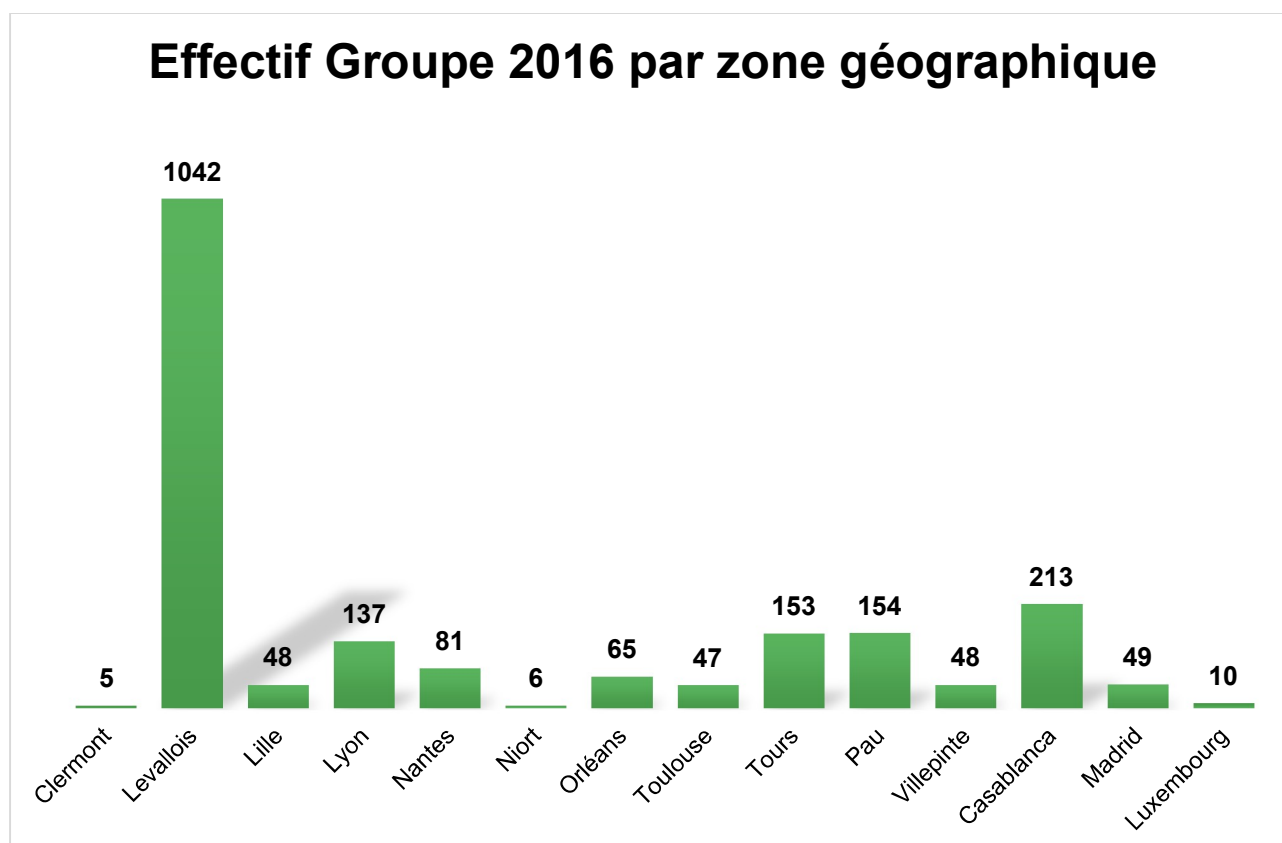 Effectif Groupe 2016 par zone géographique
1042
5
48
137
81
6
65
47
153
154
48
213
49
10
Clermont
Levallois
Lille
Lyon
Nantes
Niort
Orléans
Toulouse
Tours
Pau
Villepinte
Casablanca
Madrid
Luxembourg